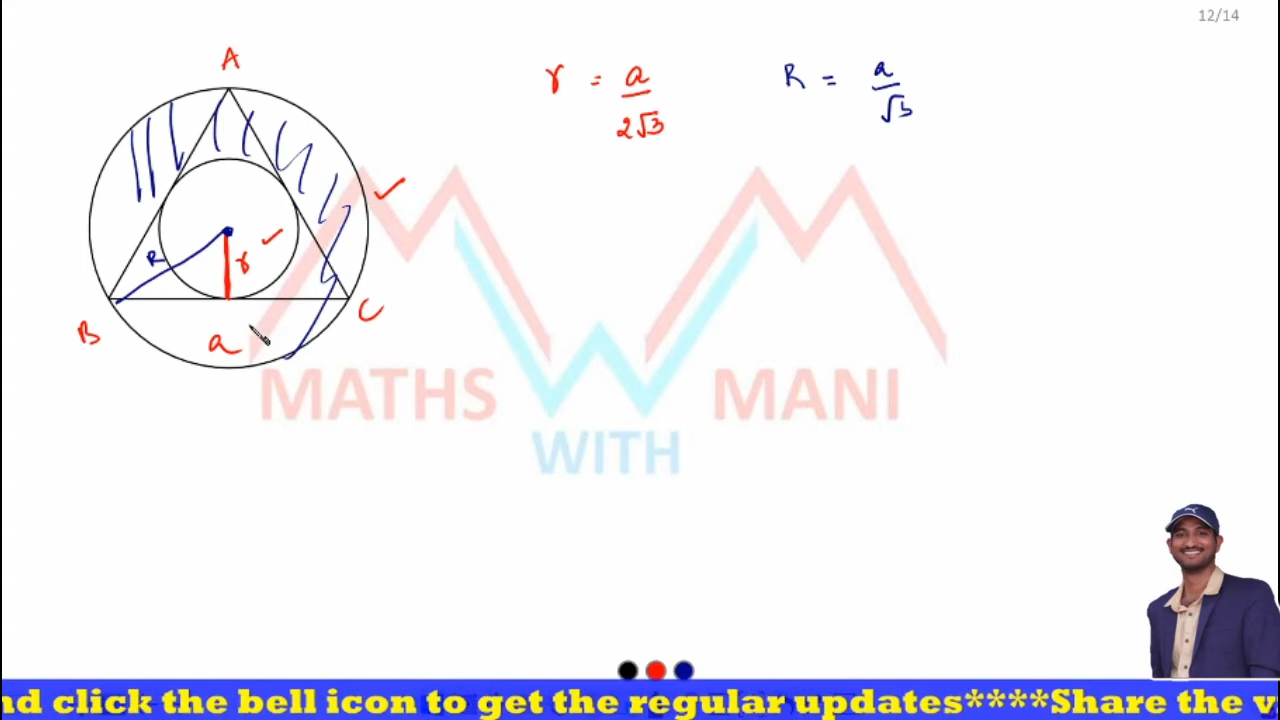 12/14
A
r = a / 2√3
R = a / √3
R
r
B
a
C
MATHS MANI
WITH
nd click the bell icon to get the regular updates****Share the v